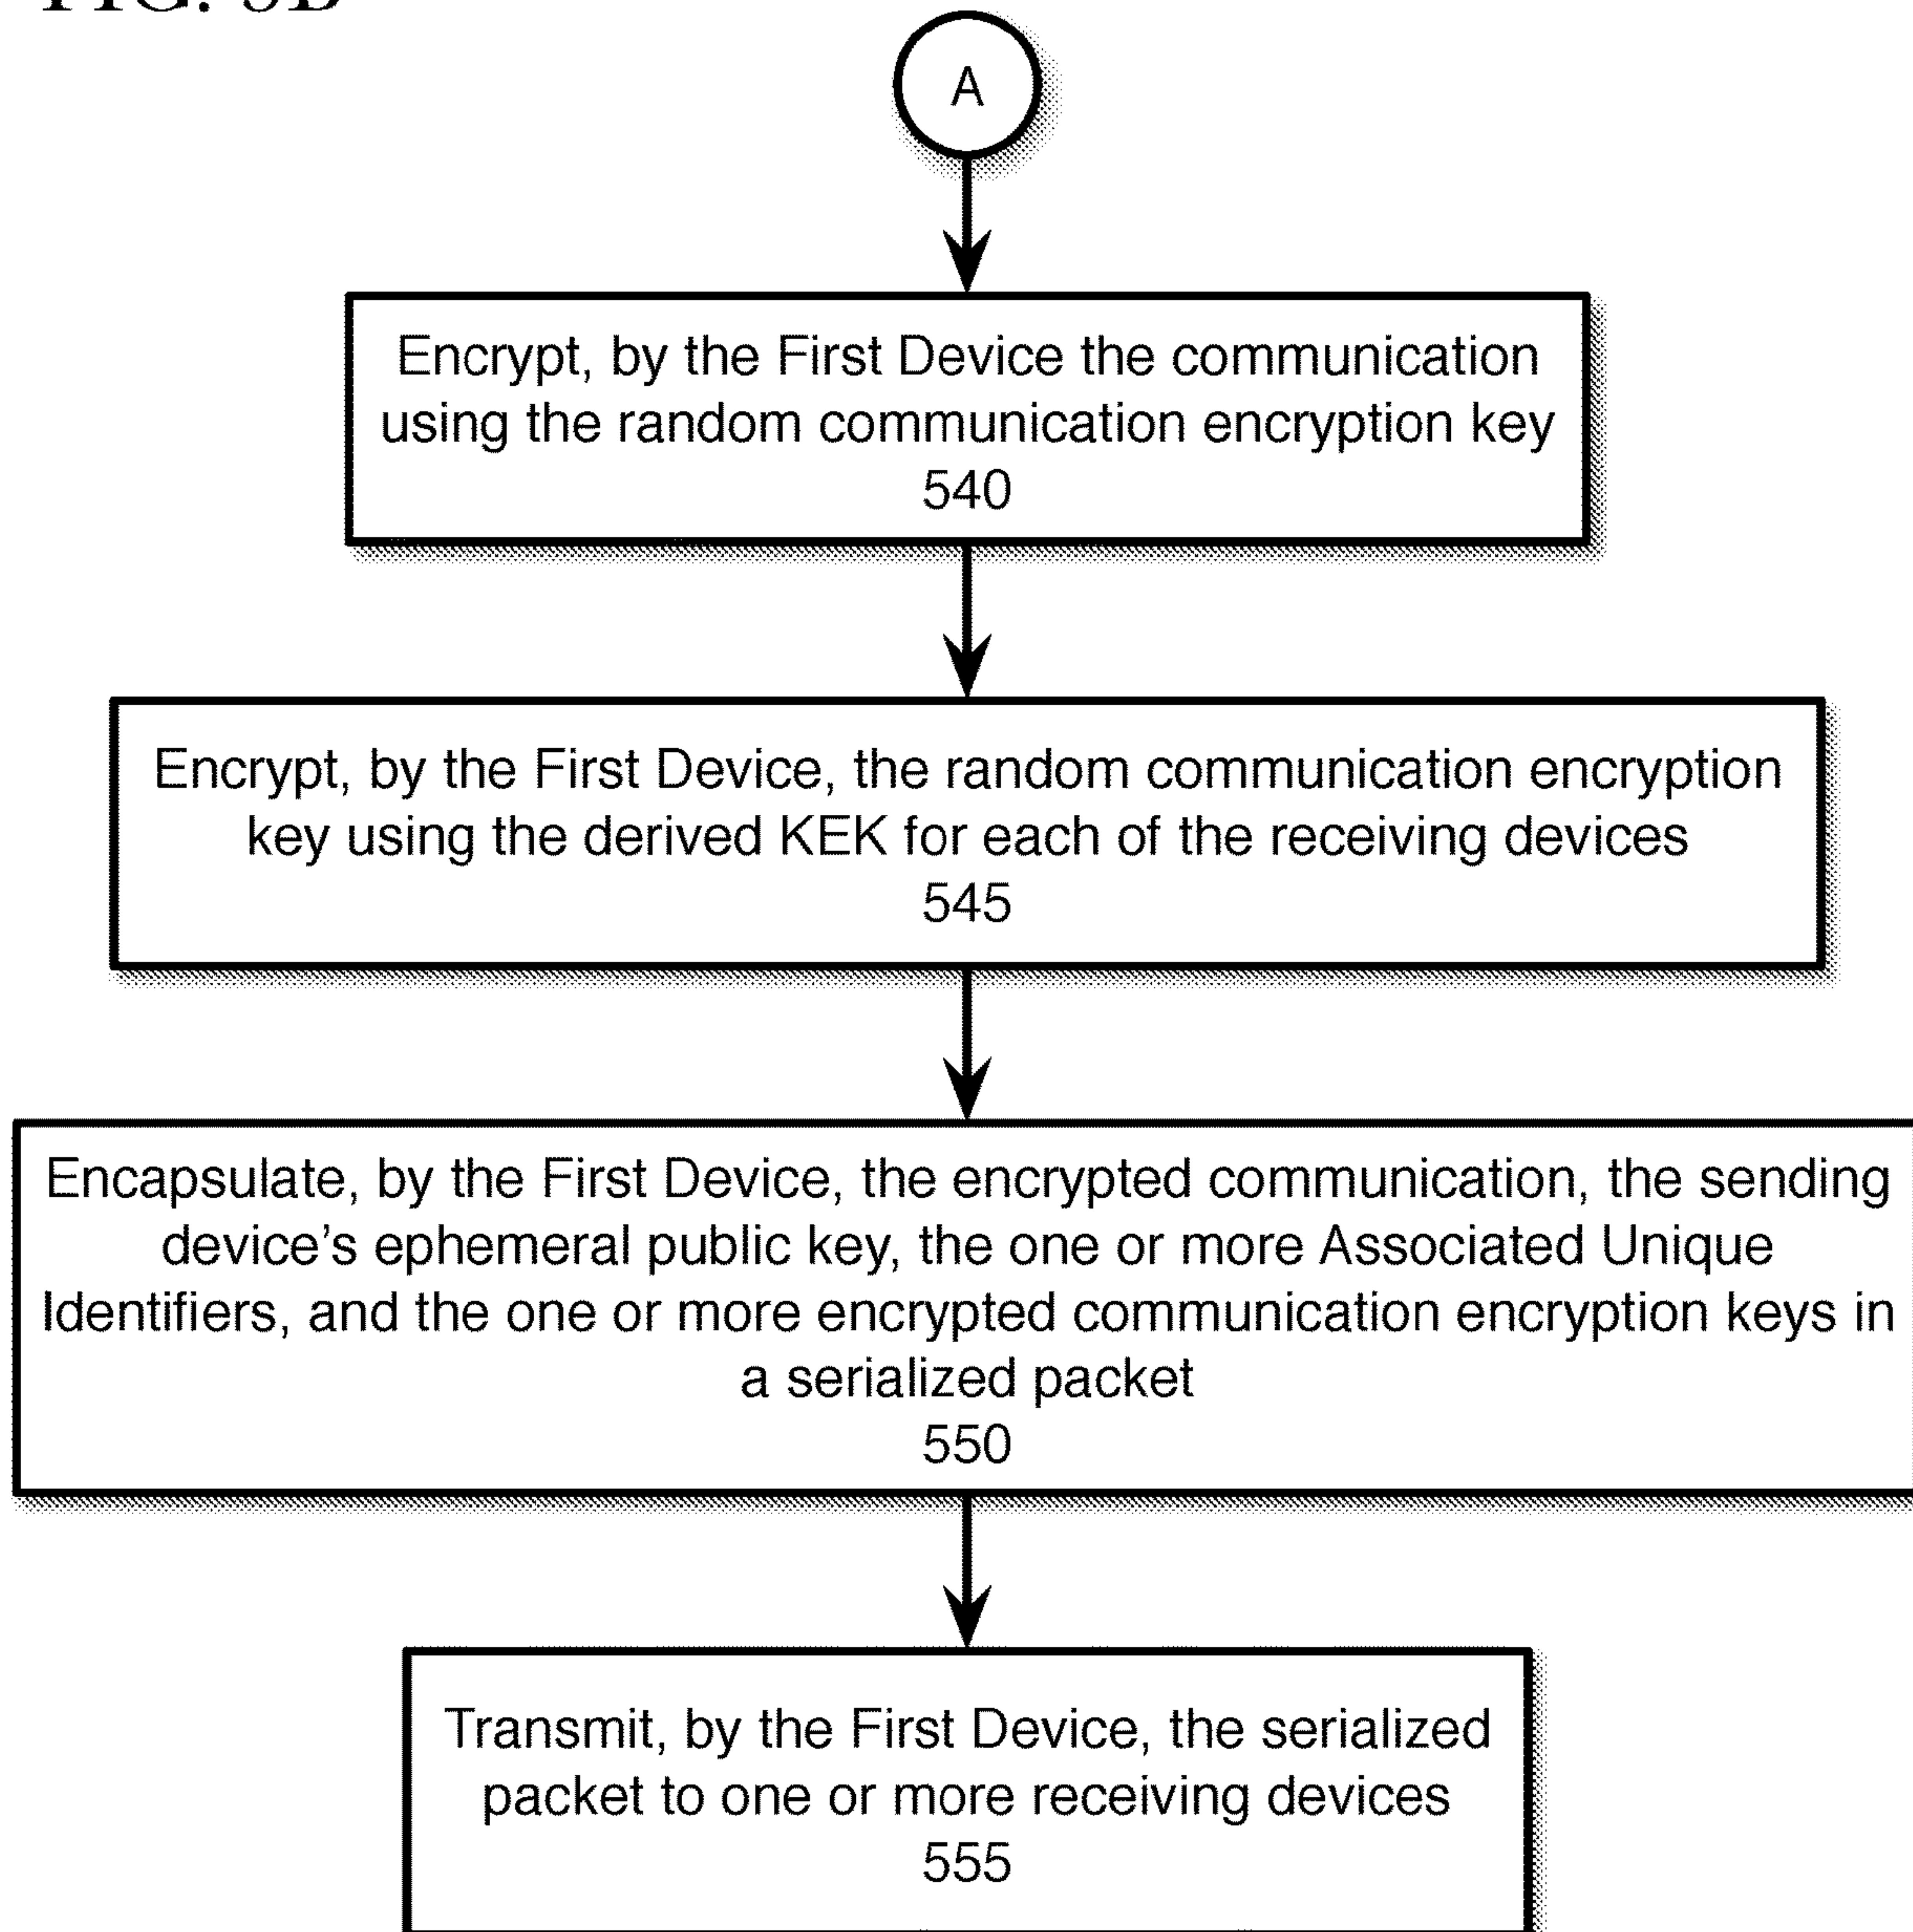 FIG. 5B
A
Encrypt, by the First Device the communication
using the random communication encryption key
540
Encrypt, by the First Device, the random communication encryption
key using the derived KEK for each of the receiving devices
545
Encapsulate, by the First Device, the encrypted communication, the sending
device’s ephemeral public key, the one or more Associated Unique
Identifiers, and the one or more encrypted communication encryption keys in
a serialized packet
550
Transmit, by the First Device, the serialized
packet to one or more receiving devices
555